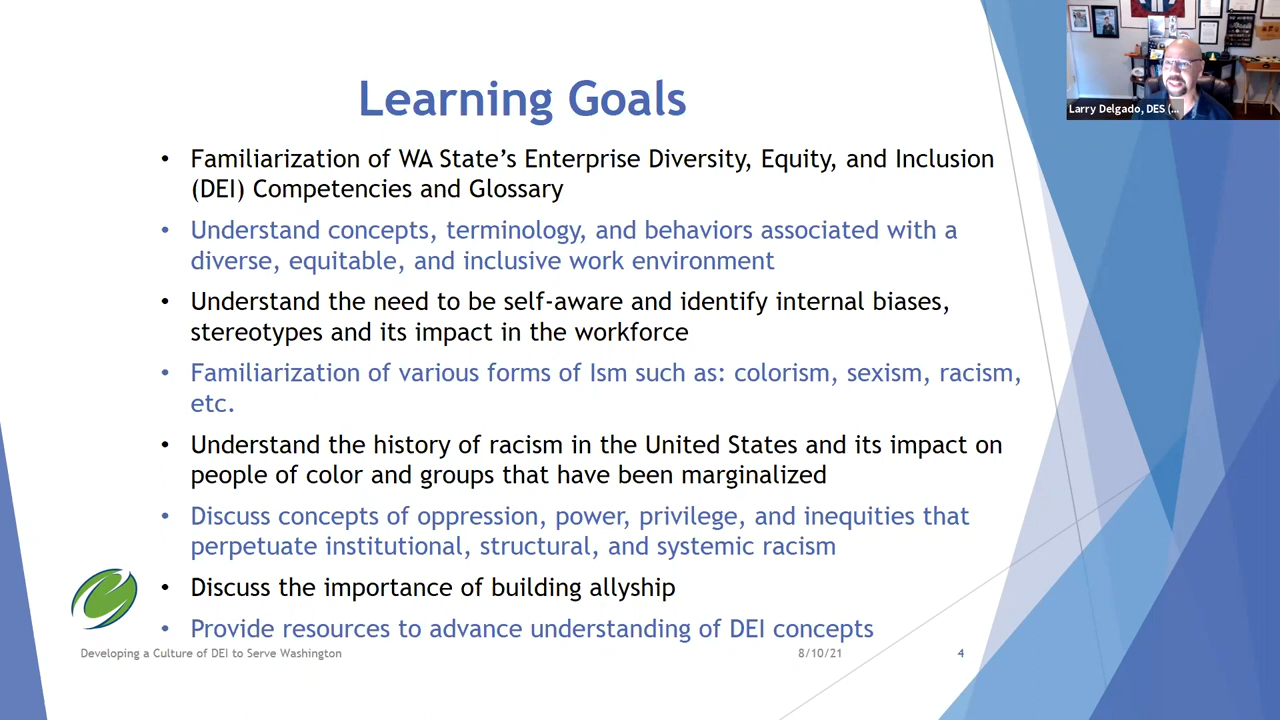 Learning Goals
• Familiarization of WA State's Enterprise Diversity, Equity, and Inclusion
(DEI) Competencies and Glossary
• Understand concepts, terminology, and behaviors associated with a
diverse, equitable, and inclusive work environment
• Understand the need to be self-aware and identify internal biases,
stereotypes and its impact in the workforce
• Familiarization of various forms of Ism such as: colorism, sexism, racism,
etc.
• Understand the history of racism in the United States and its impact on
people of color and groups that have been marginalized
• Discuss concepts of oppression, power, privilege, and inequities that
perpetuate institutional, structural, and systemic racism
• Discuss the importance of building allyship
• Provide resources to advance understanding of DEI concepts
Developing a Culture of DEI to Serve Washington 8/10/21 4
Larry Delgado, DES (...